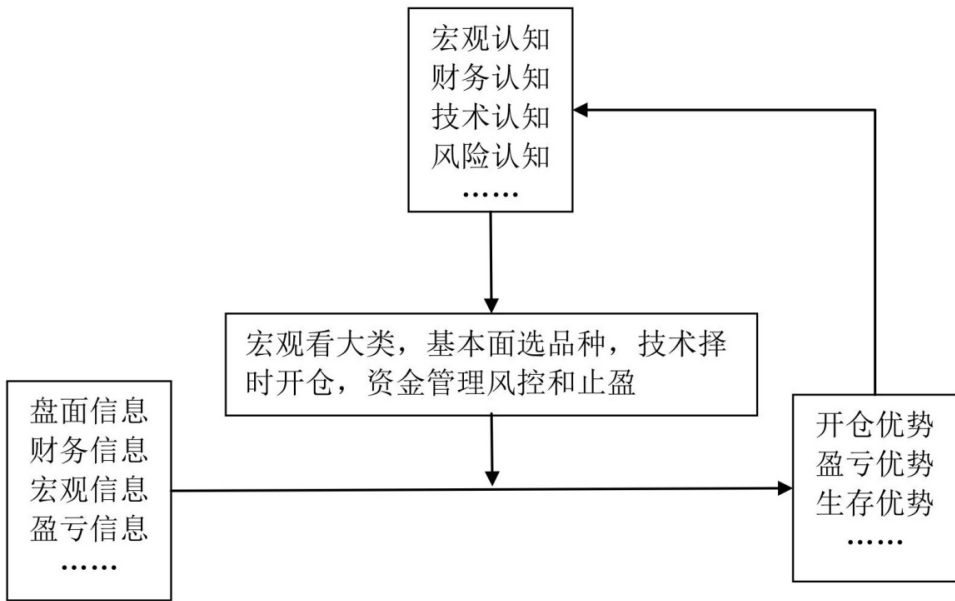 宏观认知
财务认知
技术认知
风险认知
……
宏观看大类，基本面选品种，技术择
时开仓，资金管理风控和止盈
盘面信息
财务信息
宏观信息
盈亏信息
……
开仓优势
盈亏优势
生存优势
……